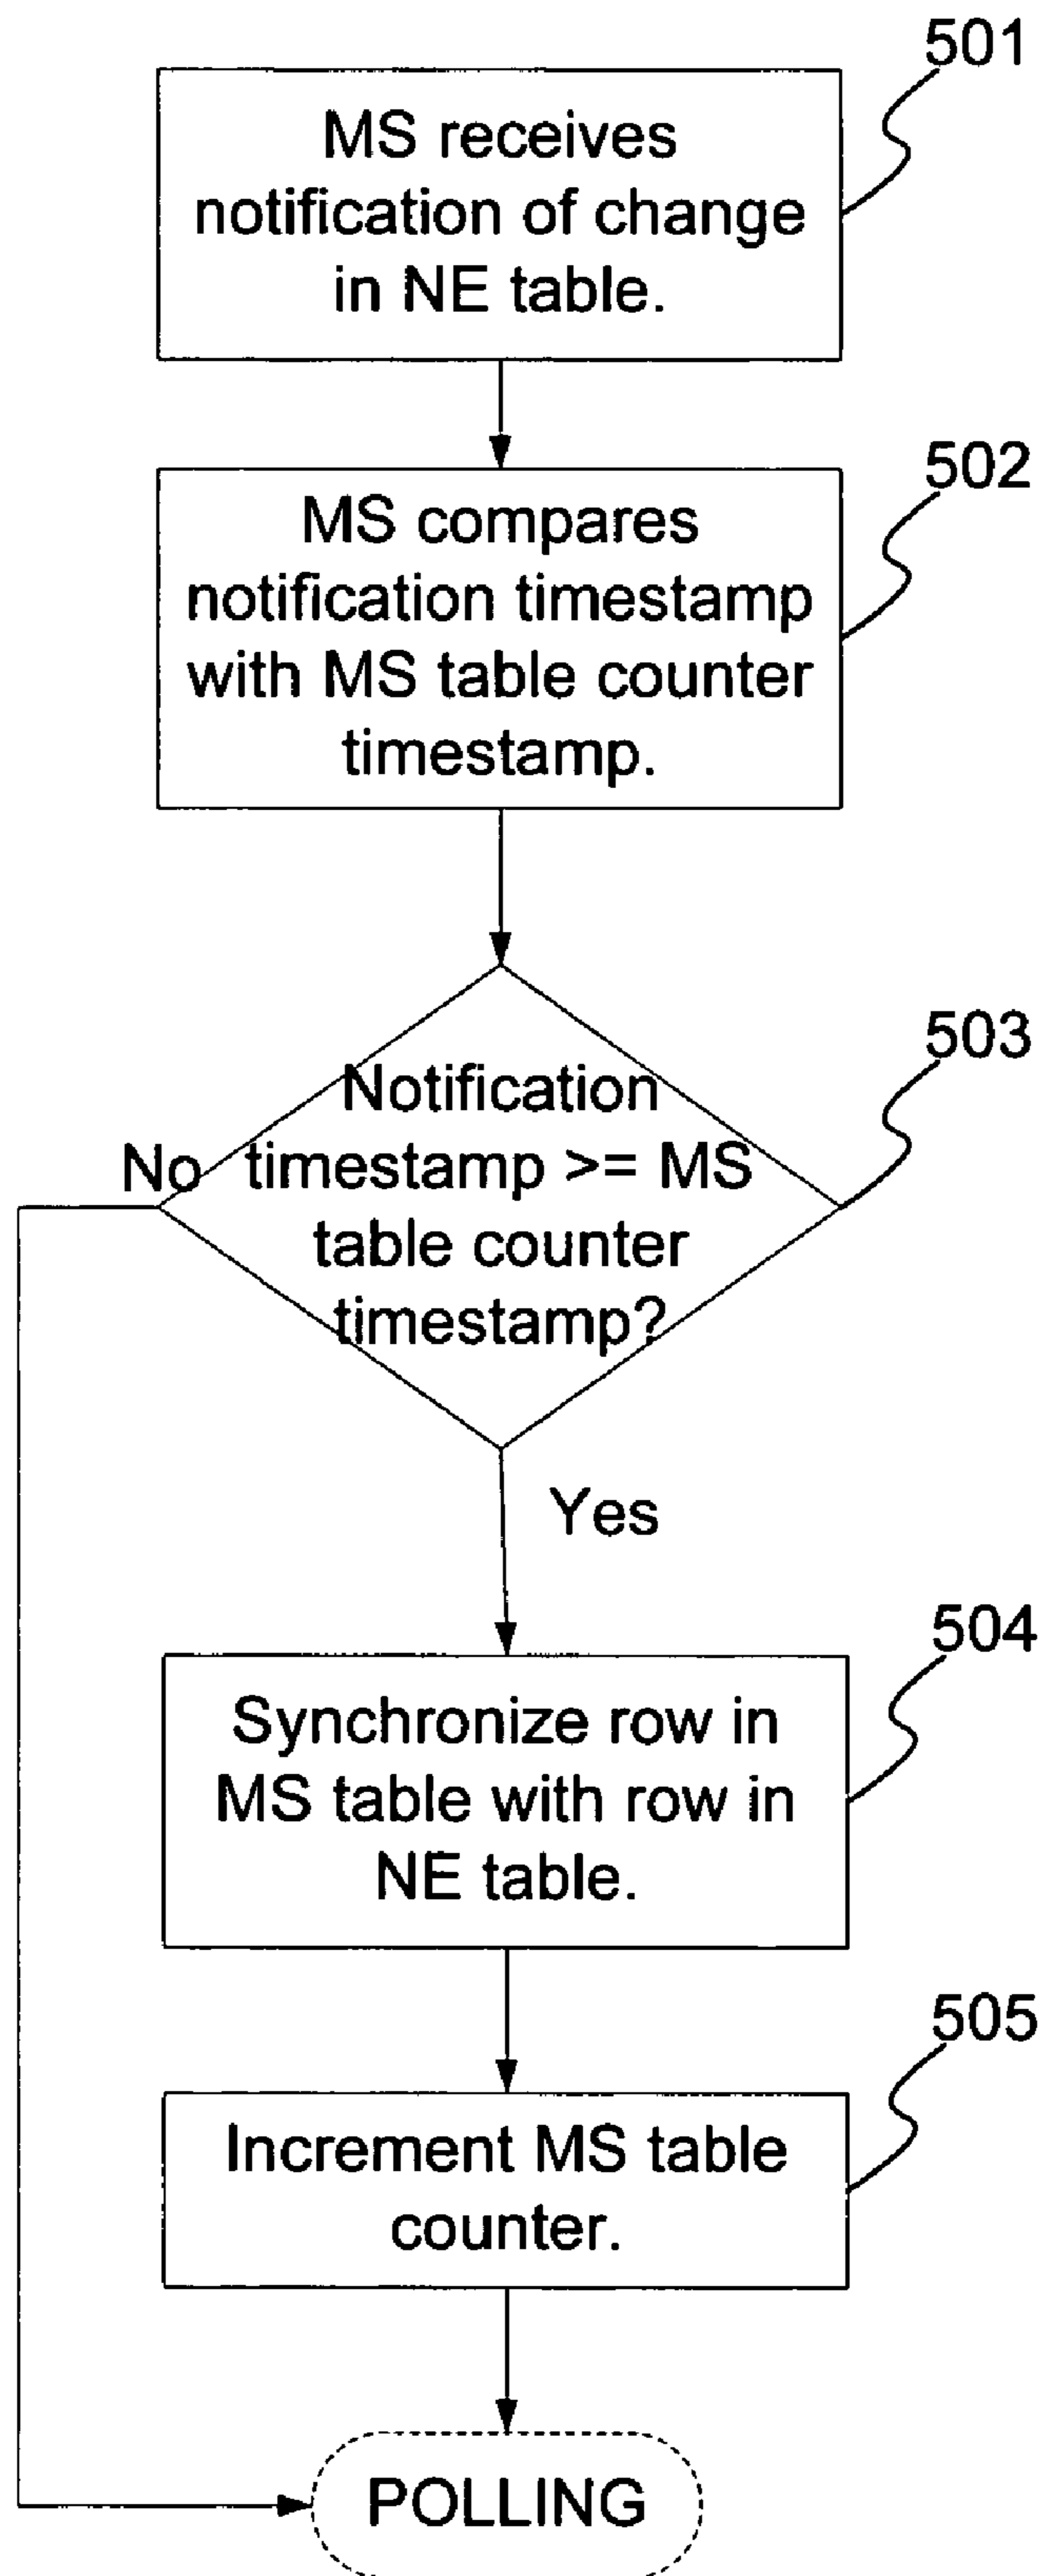 501
MS receives
notification of change
in NE table.
502
MS compares
notification timestamp
with MS table counter
timestamp.
503
Notification
No timestamp >= MS
table counter
timestamp?
Yes
504
Synchronize row in
MS table with row in
NE table.
505
Increment MS table
counter.
POLLING